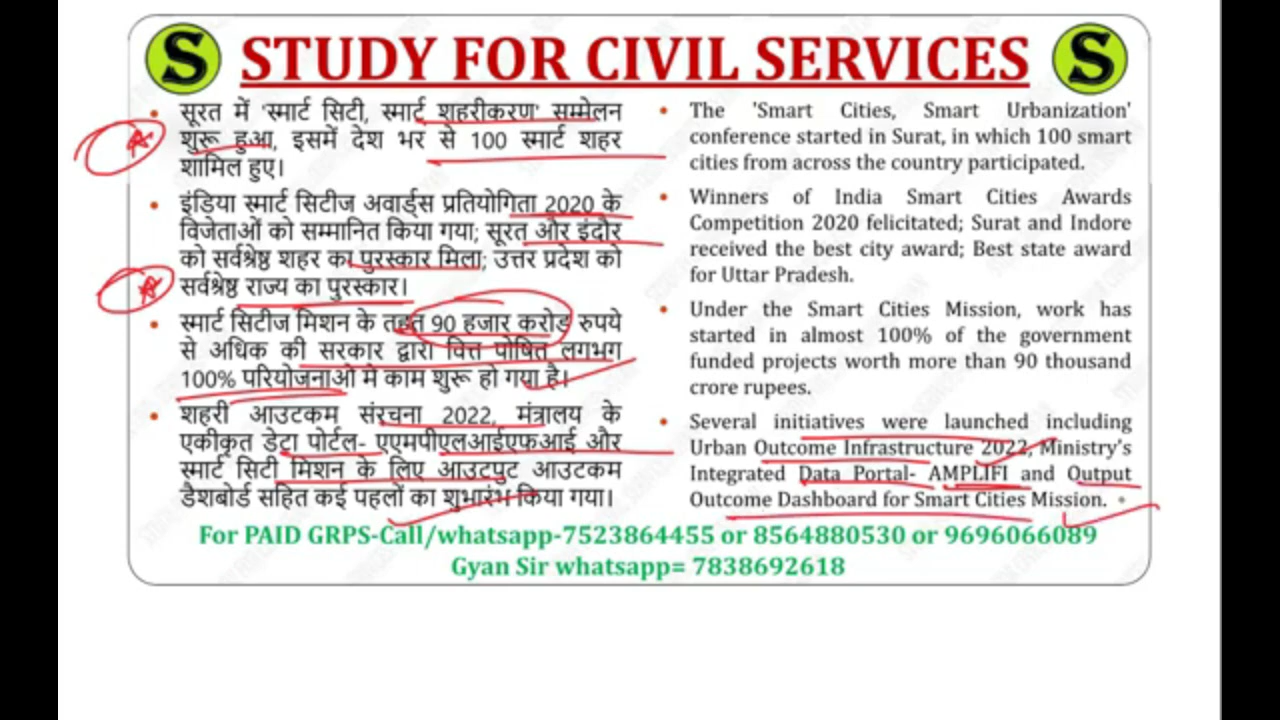 S STUDY FOR CIVIL SERVICES S
• सूरत में 'स्मार्ट सिटी, स्मार्ट शहरीकरण' सम्मेलन
शुरू हुआ, इसमें देश भर से 100 स्मार्ट शहर
शामिल हुए।
• इंडिया स्मार्ट सिटीज अवार्ड्स प्रतियोगिता 2020 के
विजेताओं को सम्मानित किया गया; सूरत और इंदौर
को सर्वश्रेष्ठ शहर का पुरस्कार मिला; उत्तर प्रदेश को
सर्वश्रेष्ठ राज्य का पुरस्कार।
• स्मार्ट सिटीज मिशन के तहत 90 हजार करोड़ रुपये
से अधिक की सरकार द्वारा वित्त पोषित लगभग
100% परियोजनाओं में काम शुरू हो गया है।
• शहरी आउटकम संरचना 2022, मंत्रालय के
एकीकृत डेटा पोर्टल- एएमपीएलआईएफआई और
स्मार्ट सिटी मिशन के लिए आउटपुट आउटकम
डैशबोर्ड सहित कई पहलों का शुभारंभ किया गया।
• The 'Smart Cities, Smart Urbanization'
conference started in Surat, in which 100 smart
cities from across the country participated.
• Winners of India Smart Cities Awards
Competition 2020 felicitated; Surat and Indore
received the best city award; Best state award
for Uttar Pradesh.
• Under the Smart Cities Mission, work has
started in almost 100% of the government
funded projects worth more than 90 thousand
crore rupees.
• Several initiatives were launched including
Urban Outcome Infrastructure 2022, Ministry's
Integrated Data Portal- AMPLIFI and Output
Outcome Dashboard for Smart Cities Mission.
For PAID GRPS-Call/whatsapp-7523864455 or 8564880530 or 9696066089
Gyan Sir whatsapp= 7838692618